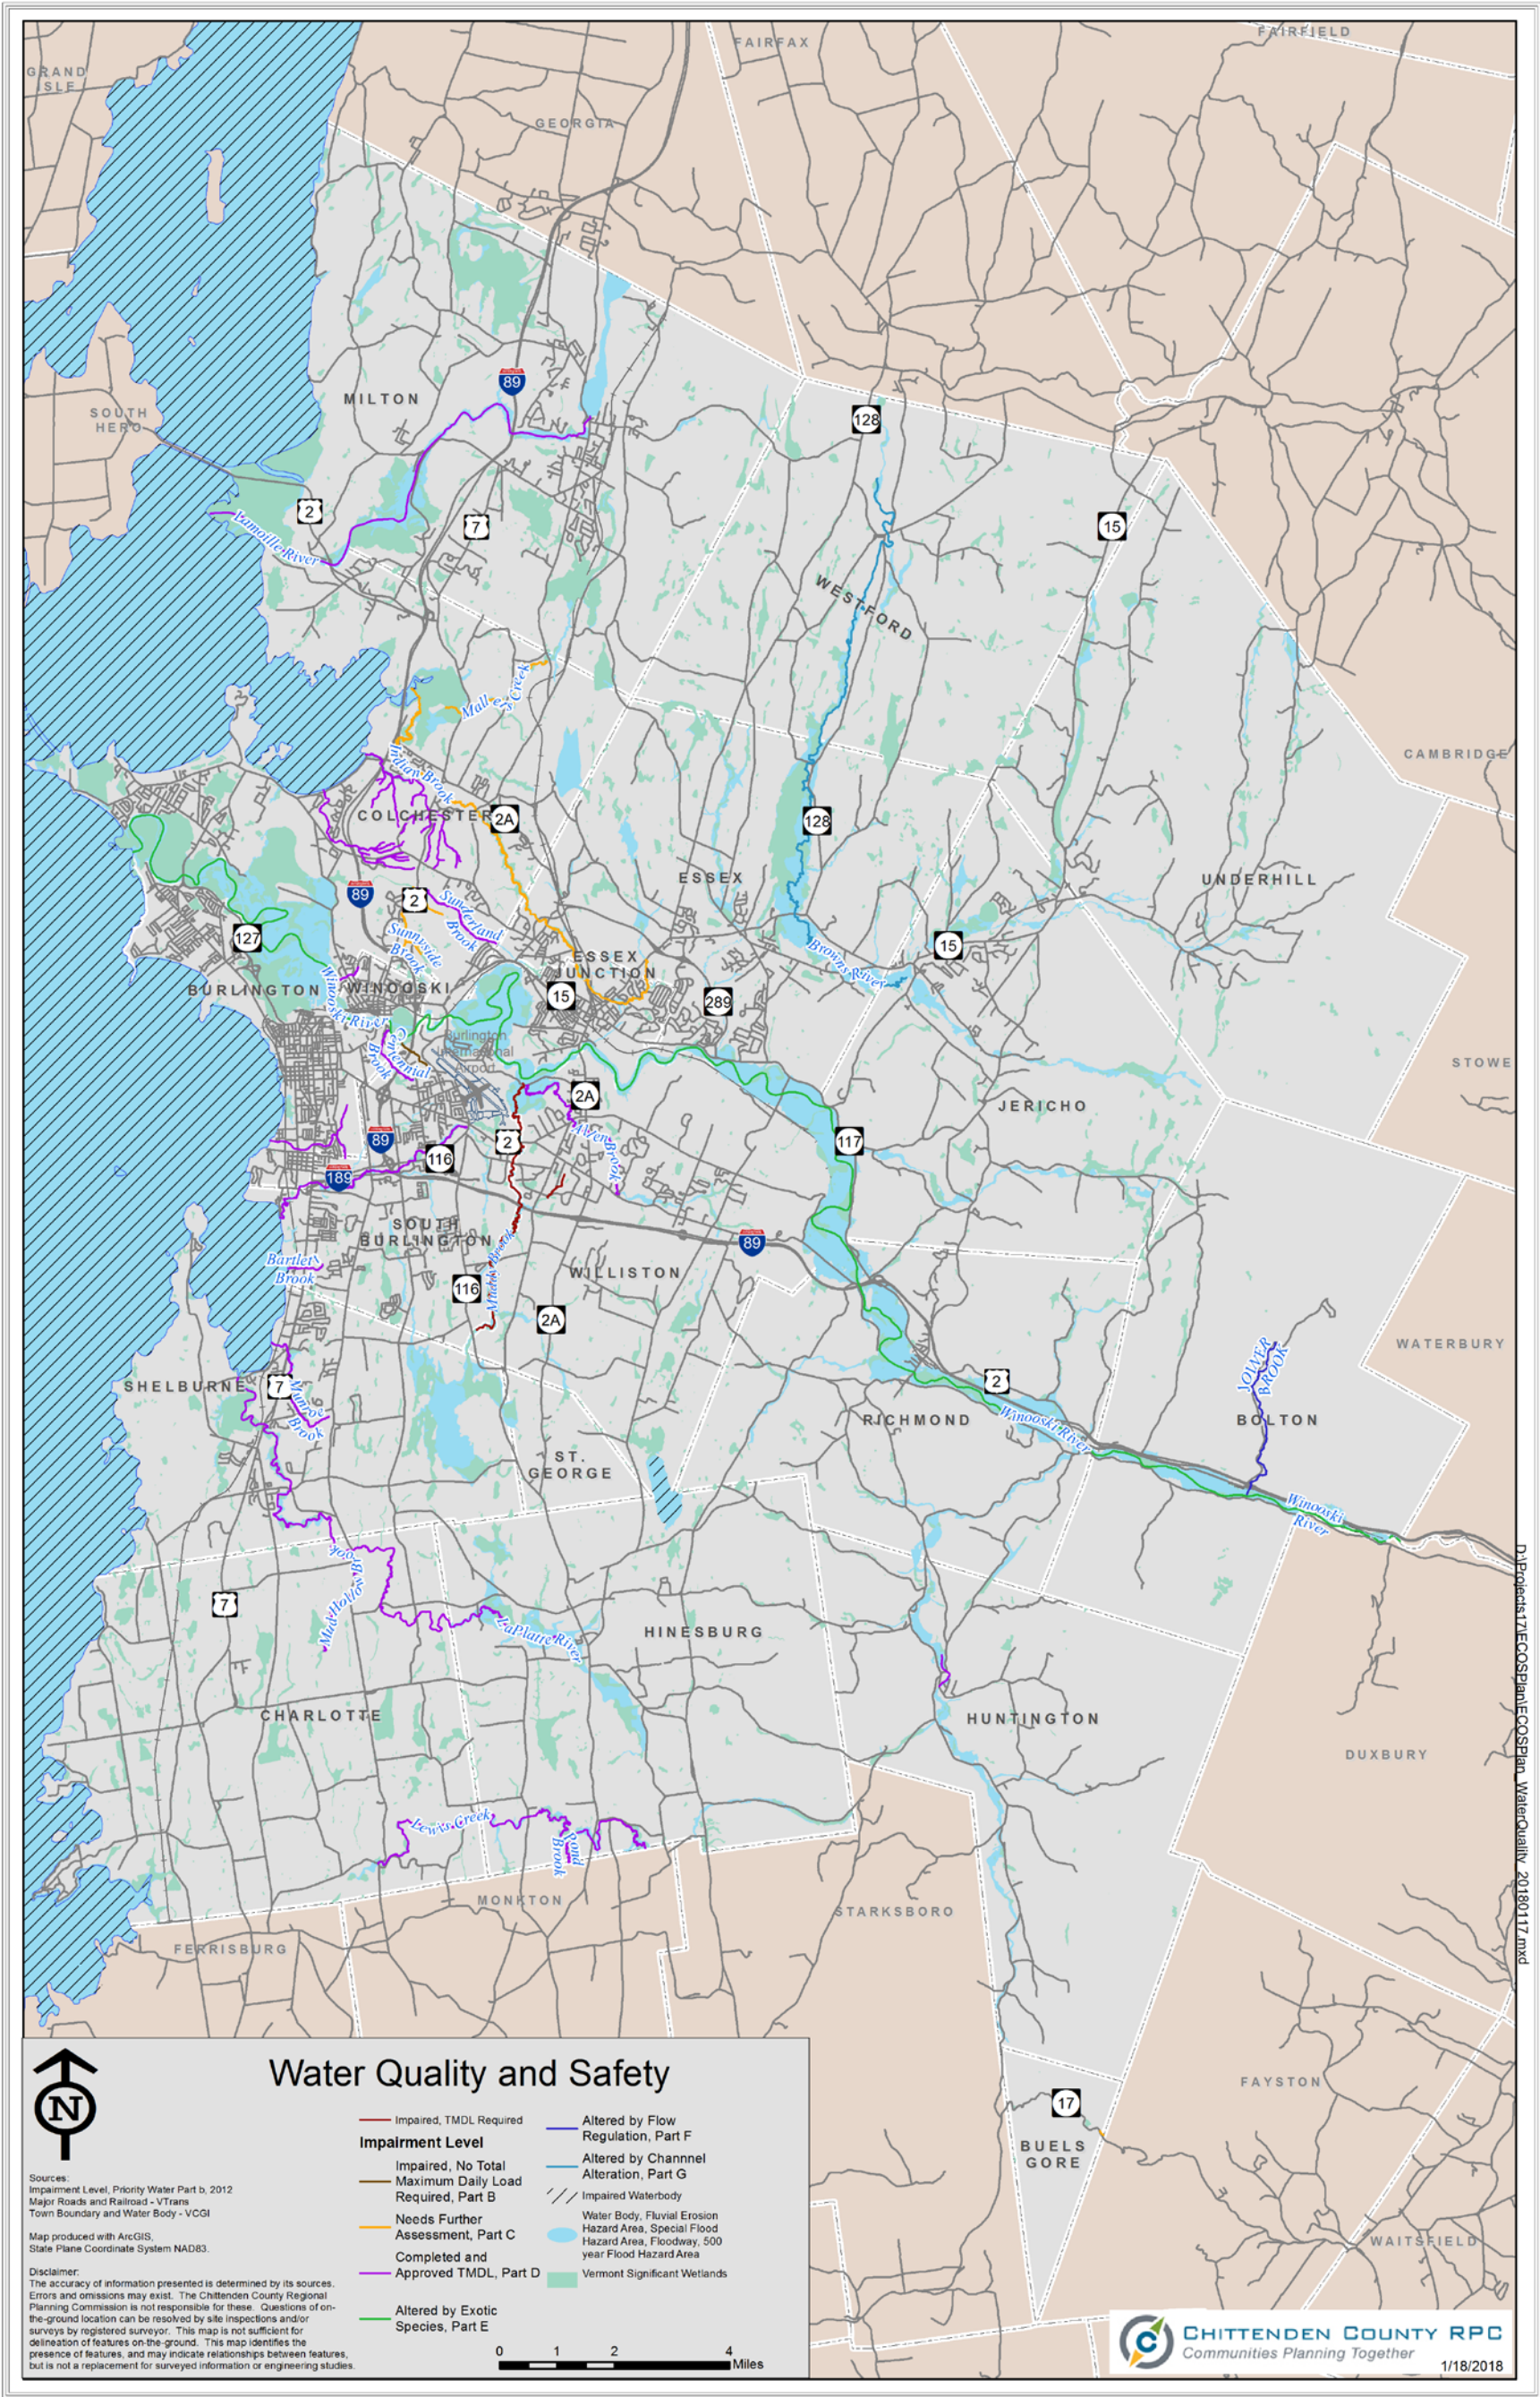 FAIRFAX
FAIRFIELD
GRAND
ISLE
GEORGIA
89
MILTON
SOUTH
HERO
128
2
7
15
Lamoille River
WESTFORD
Mallets Creek
CAMBRIDGE
Indian Brook
COLCHESTER
2A
128
ESSEX
UNDERHILL
89
2
Sunderland
Brook
127
Sunnyside
Brook
15
ESSEX
JUNCTION
Browns River
BURLINGTON
WINOOSKI
15
289
Winooski River
Centennial
Brook
Burlington
International
Airport
STOWE
2A
JERICHO
89
2
Allen Brook
117
116
189
SOUTH
BURLINGTON
89
Bartlet
Brook
Muddy Brook
WILLISTON
116
2A
JOINER
BROOK
WATERBURY
SHELBURNE
7
Munroe
Brook
2
RICHMOND
Winooski River
BOLTON
ST.
GEORGE
Winooski
River
Mud Hollow Brook
7
LaPlatte River
HINESBURG
CHARLOTTE
HUNTINGTON
DUXBURY
Lewis Creek
Pond
Brook
MONKTON
STARKSBORO
FERRISBURG
D:\Projects17\ECOSPlan\ECOSPlan_WaterQuality_20180117.mxd
FAYSTON
17
BUELS
GORE
WAITSFIELD
N
Water Quality and Safety
Impaired, TMDL Required
Impairment Level
Impaired, No Total
Maximum Daily Load
Required, Part B
Needs Further
Assessment, Part C
Completed and
Approved TMDL, Part D
Altered by Exotic
Species, Part E
Altered by Flow
Regulation, Part F
Altered by Channnel
Alteration, Part G
Impaired Waterbody
Water Body, Fluvial Erosion
Hazard Area, Special Flood
Hazard Area, Floodway, 500
year Flood Hazard Area
Vermont Significant Wetlands
Sources:
Impairment Level, Priority Water Part b, 2012
Major Roads and Railroad - VTrans
Town Boundary and Water Body - VCGI
Map produced with ArcGIS,
State Plane Coordinate System NAD83.
Disclaimer:
The accuracy of information presented is determined by its sources.
Errors and omissions may exist. The Chittenden County Regional
Planning Commission is not responsible for these. Questions of on-
the-ground location can be resolved by site inspections and/or
surveys by registered surveyor. This map is not sufficient for
delineation of features on-the-ground. This map identifies the
presence of features, and may indicate relationships between features,
but is not a replacement for surveyed information or engineering studies.
0 1 2 4
Miles
CHITTENDEN COUNTY RPC
Communities Planning Together
1/18/2018